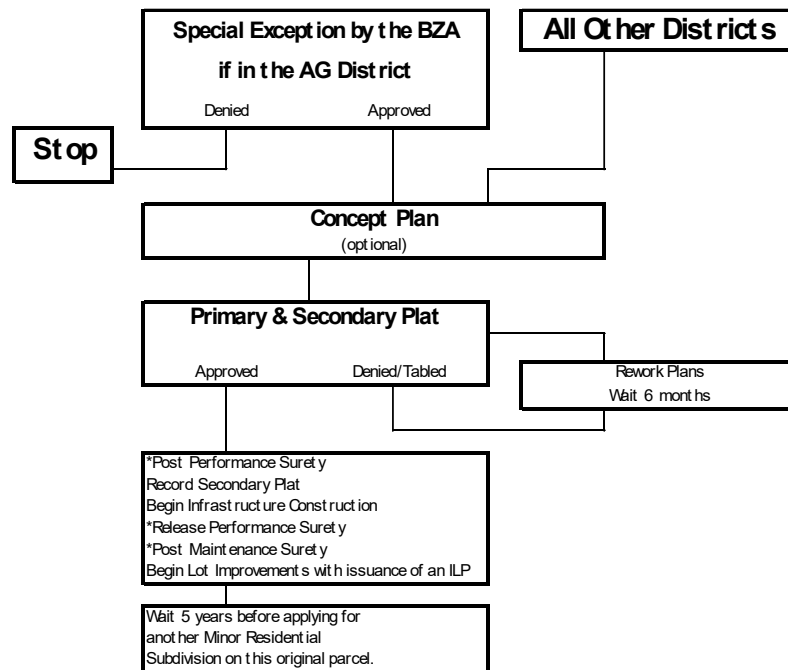 Special Exception by the BZA
if in the AG District
Denied Approved
All Other Districts
Stop
Concept Plan
(optional)
Primary & Secondary Plat
Approved Denied/Tabled
Rework Plans
Wait 6 months
*Post Performance Surety
Record Secondary Plat
Begin Infrastructure Construction
*Release Performance Surety
*Post Maintenance Surety
Begin Lot Improvements with issuance of an ILP
Wait 5 years before applying for
another Minor Residential
Subdivision on this original parcel.